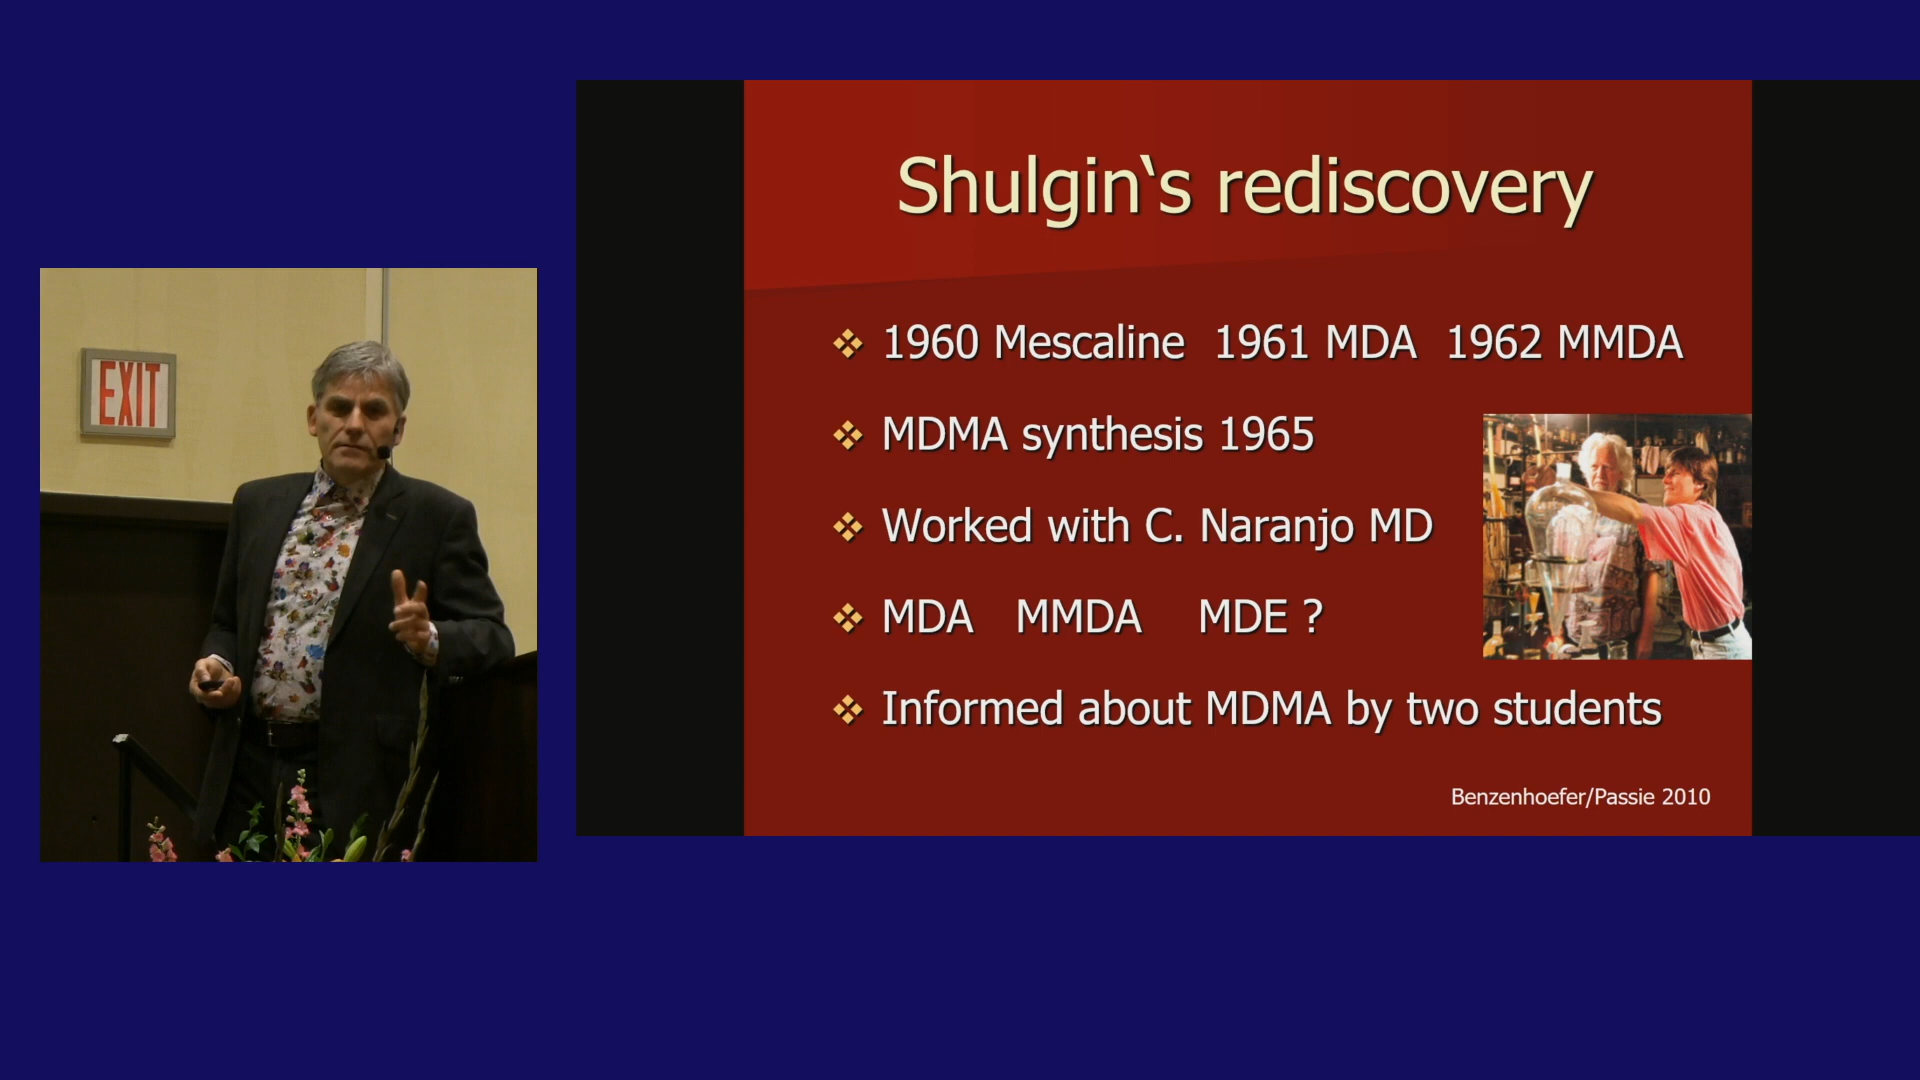 EXIT
Shulgin‘s rediscovery
1960 Mescaline 1961 MDA 1962 MMDA
MDMA synthesis 1965
Worked with C. Naranjo MD
MDA MMDA MDE ?
Informed about MDMA by two students
Benzenhoefer/Passie 2010